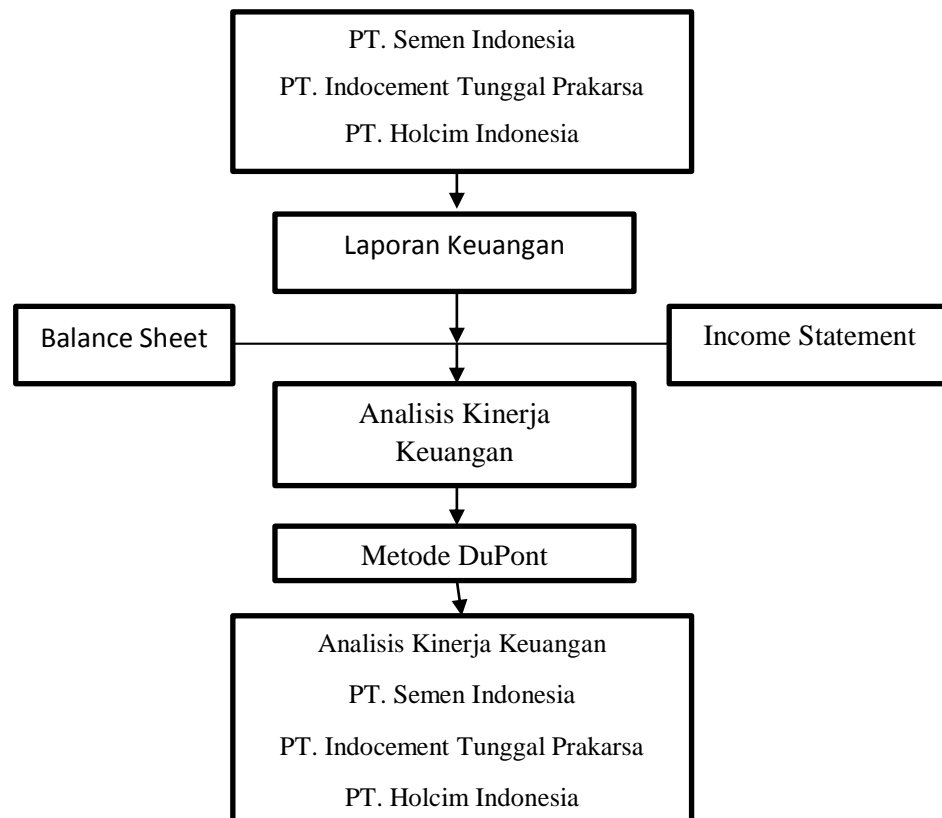 PT. Semen Indonesia
PT. Indocement Tunggal Prakarsa
PT. Holcim Indonesia
Laporan Keuangan
Balance Sheet
Income Statement
Analisis Kinerja
Keuangan
Metode DuPont
Analisis Kinerja Keuangan
PT. Semen Indonesia
PT. Indocement Tunggal Prakarsa
PT. Holcim Indonesia